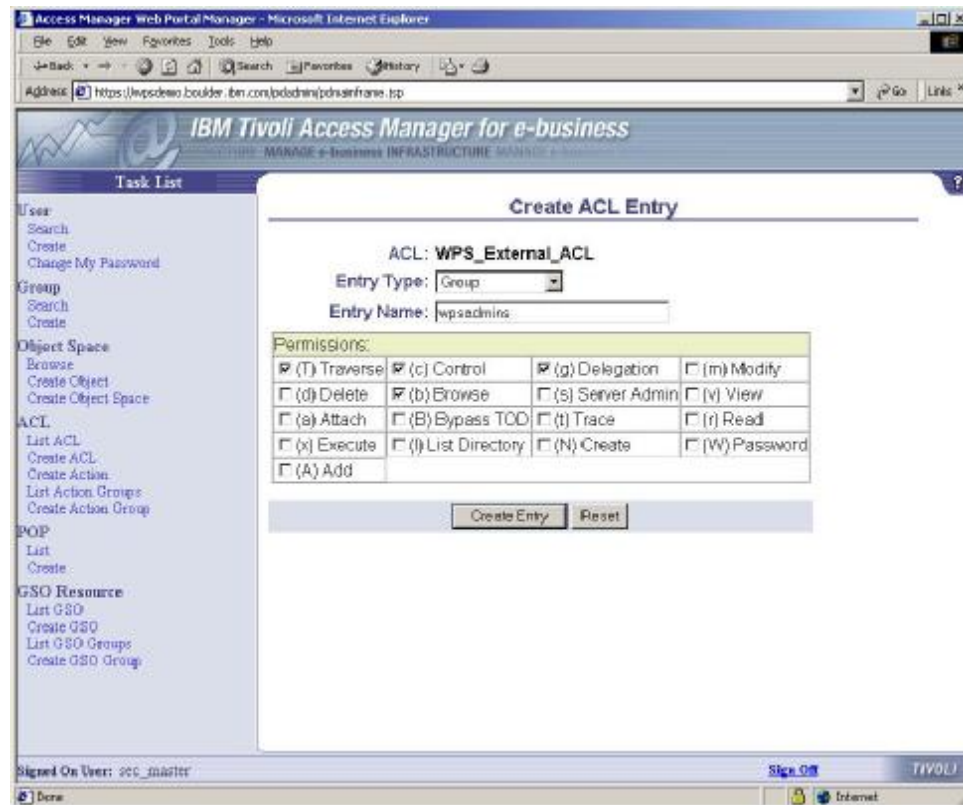 Access Manager Web Portal Manager - Microsoft Internet Explorer
File Edit View Favorites Tools Help
Back Search Favorites History
Address https://wpsdemo.boulder.ibm.com/pdadmin/pdmainframe.jsp Go Links
IBM Tivoli Access Manager for e-business
MANAGE e-business INFRASTRUCTURE
Task List
?
User
Search
Create
Change My Password
Group
Search
Create
Object Space
Browse
Create Object
Create Object Space
ACL
List ACL
Create ACL
Create Action
List Action Groups
Create Action Group
POP
List
Create
GSO Resource
List GSO
Create GSO
List GSO Groups
Create GSO Group
Create ACL Entry
ACL: WPS_External_ACL
Entry Type: Group
Entry Name: wpsadmins
Permissions:
(T) Traverse (c) Control (g) Delegation (m) Modify
(d) Delete (b) Browse (s) Server Admin (v) View
(a) Attach (B) Bypass TOD (t) Trace (r) Read
(x) Execute (l) List Directory (N) Create (W) Password
(A) Add
Create Entry Reset
Signed On User: sec_master Sign Off TIVOLI
Done Internet